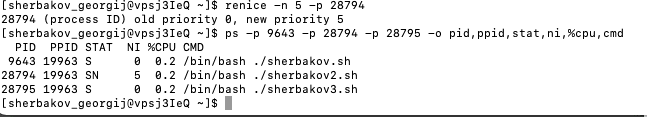 [sherbakov_georgij@vpsj3IeQ ~]$ renice -n 5 -p 28794
28794 (process ID) old priority 0, new priority 5
[sherbakov_georgij@vpsj3IeQ ~]$ ps -p 9643 -p 28794 -p 28795 -o pid,ppid,stat,ni,%cpu,cmd
  PID  PPID STAT  NI %CPU CMD
 9643 19963 S      0  0.2 /bin/bash ./sherbakov.sh
28794 19963 SN     5  0.2 /bin/bash ./sherbakov2.sh
28795 19963 S      0  0.2 /bin/bash ./sherbakov3.sh
[sherbakov_georgij@vpsj3IeQ ~]$